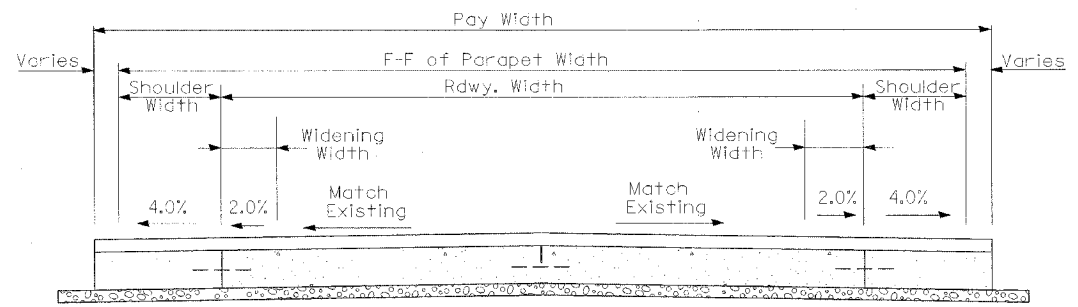 Pay Width
Varies
F-F of Parapet Width
Varies
Shoulder
Width
Rdwy. Width
Shoulder
Width
Widening
Width
Widening
Width
4.0%
2.0%
Match
Existing
Match
Existing
2.0%
4.0%